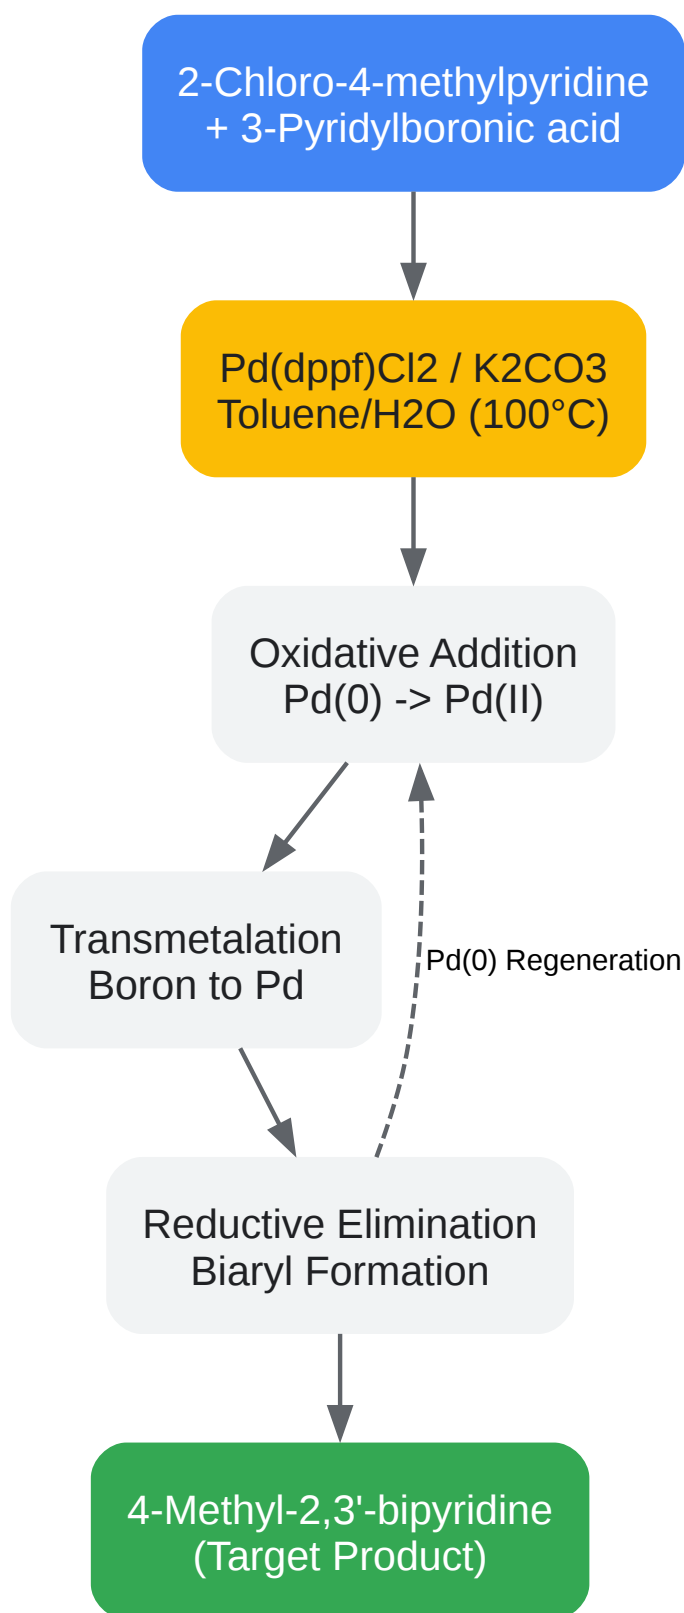 2-Chloro-4-methylpyridine
+ 3-Pyridylboronic acid
Pd(dppf)Cl2 / K2CO3
Toluene/H2O (100°C)
Oxidative Addition
Pd(0) -> Pd(II)
Transmetalation
Boron to Pd
Pd(0) Regeneration
Reductive Elimination
Biaryl Formation
4-Methyl-2,3'-bipyridine
(Target Product)